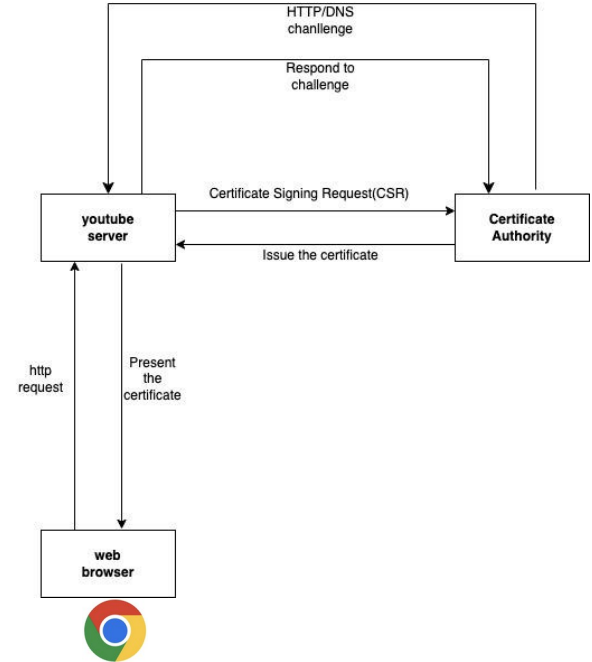 HTTP/DNS
chanllenge
Respond to
challenge
Certificate Signing Request(CSR)
youtube
server
Certificate
Authority
Issue the certificate
http
request
Present
the
certificate
web
browser